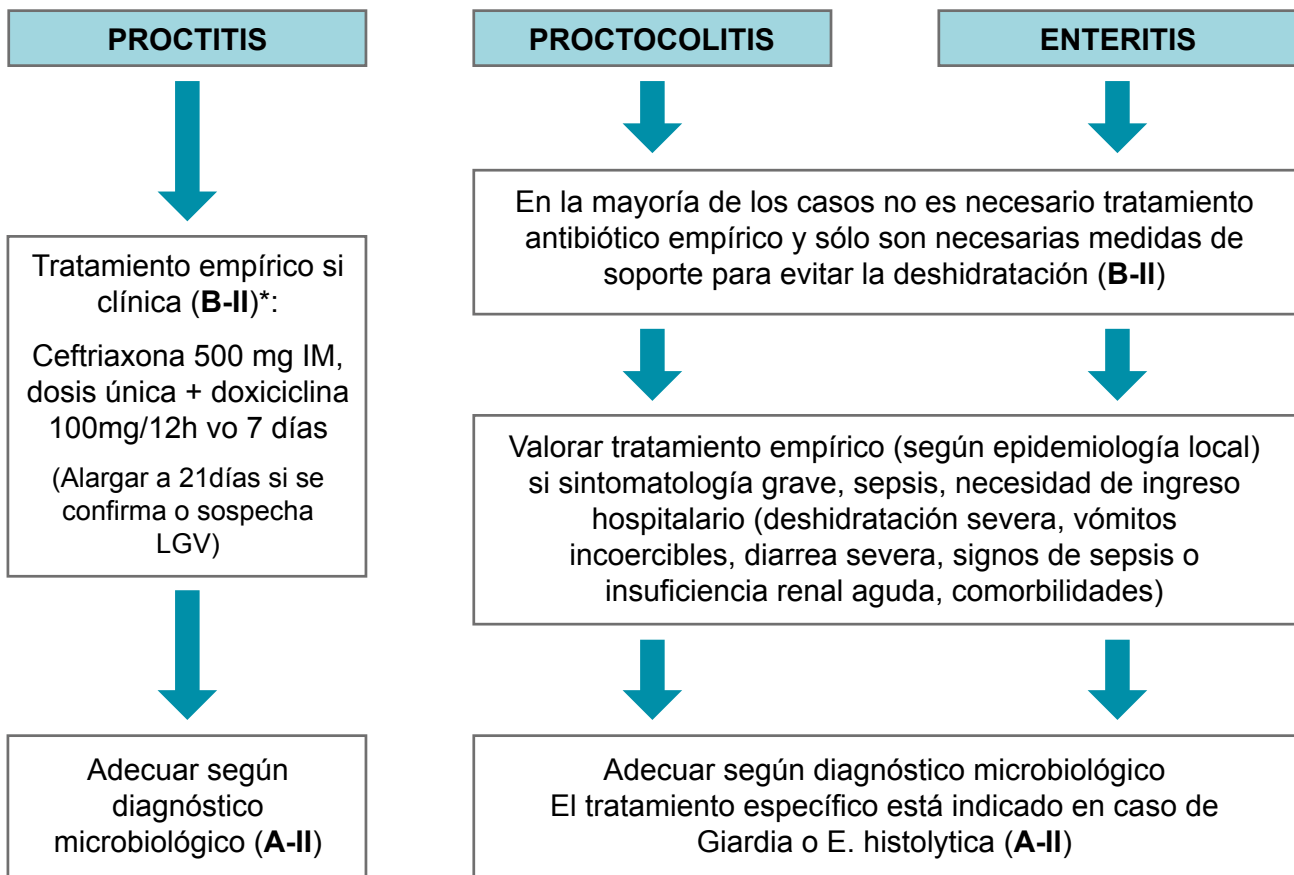 PROCTITIS
PROCTOCOLITIS
ENTERITIS
Tratamiento empírico si
clínica (B-II)*:
Ceftriaxona 500 mg IM,
dosis única + doxiciclina
100mg/12h vo 7 días
(Alargar a 21días si se
confirma o sospecha
LGV)
Adecuar según
diagnóstico
microbiológico (A-II)
En la mayoría de los casos no es necesario tratamiento
antibiótico empírico y sólo son necesarias medidas de
soporte para evitar la deshidratación (B-II)
Valorar tratamiento empírico (según epidemiología local)
si sintomatología grave, sepsis, necesidad de ingreso
hospitalario (deshidratación severa, vómitos
incoercibles, diarrea severa, signos de sepsis o
insuficiencia renal aguda, comorbilidades)
Adecuar según diagnóstico microbiológico
El tratamiento específico está indicado en caso de
Giardia o E. histolytica (A-II)